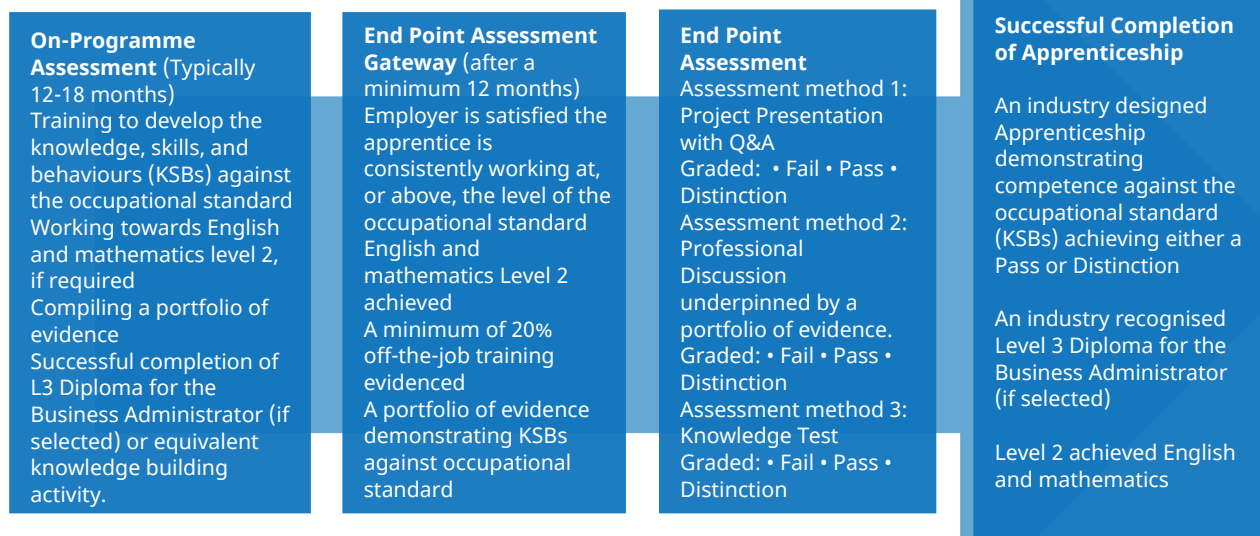 On-Programme
Assessment (Typically
12-18 months)
Training to develop the
knowledge, skills, and
behaviours (KSBs) against
the occupational standard
Working towards English
and mathematics level 2,
if required
Compiling a portfolio of
evidence
Successful completion of
L3 Diploma for the
Business Administrator (if
selected) or equivalent
knowledge building
activity.
End Point Assessment
Gateway (after a
minimum 12 months)
Employer is satisfied the
apprentice is
consistently working at,
or above, the level of the
occupational standard
English and
mathematics Level 2
achieved
A minimum of 20%
off-the-job training
evidenced
A portfolio of evidence
demonstrating KSBs
against occupational
standard
End Point
Assessment
Assessment method 1:
Project Presentation
with Q&A
Graded: • Fail • Pass •
Distinction
Assessment method 2:
Professional
Discussion
underpinned by a
portfolio of evidence.
Graded: • Fail • Pass •
Distinction
Assessment method 3:
Knowledge Test
Graded: • Fail • Pass •
Distinction
Successful Completion
of Apprenticeship
An industry designed
Apprenticeship
demonstrating
competence against the
occupational standard
(KSBs) achieving either a
Pass or Distinction
An industry recognised
Level 3 Diploma for the
Business Administrator
(if selected)
Level 2 achieved English
and mathematics